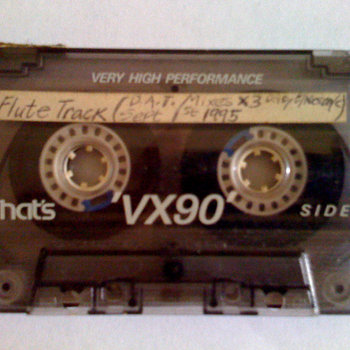 VERY HIGH PERFORMANCE
Flute Track / D.A.T. / Mixes x3
Sept 1st 1995
hat's 'VX90' SIDE